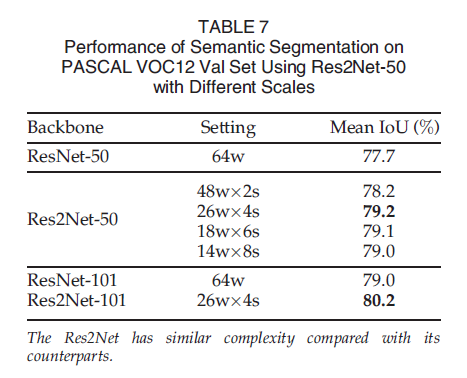 TABLE 7
Performance of Semantic Segmentation on
PASCAL VOC12 Val Set Using Res2Net-50
with Different Scales
Backbone Setting Mean IoU (%)
ResNet-50 64w 77.7
48w×2s 78.2
Res2Net-50 26w×4s 79.2
18w×6s 79.1
14w×8s 79.0
ResNet-101 64w 79.0
Res2Net-101 26w×4s 80.2
The Res2Net has similar complexity compared with its
counterparts.